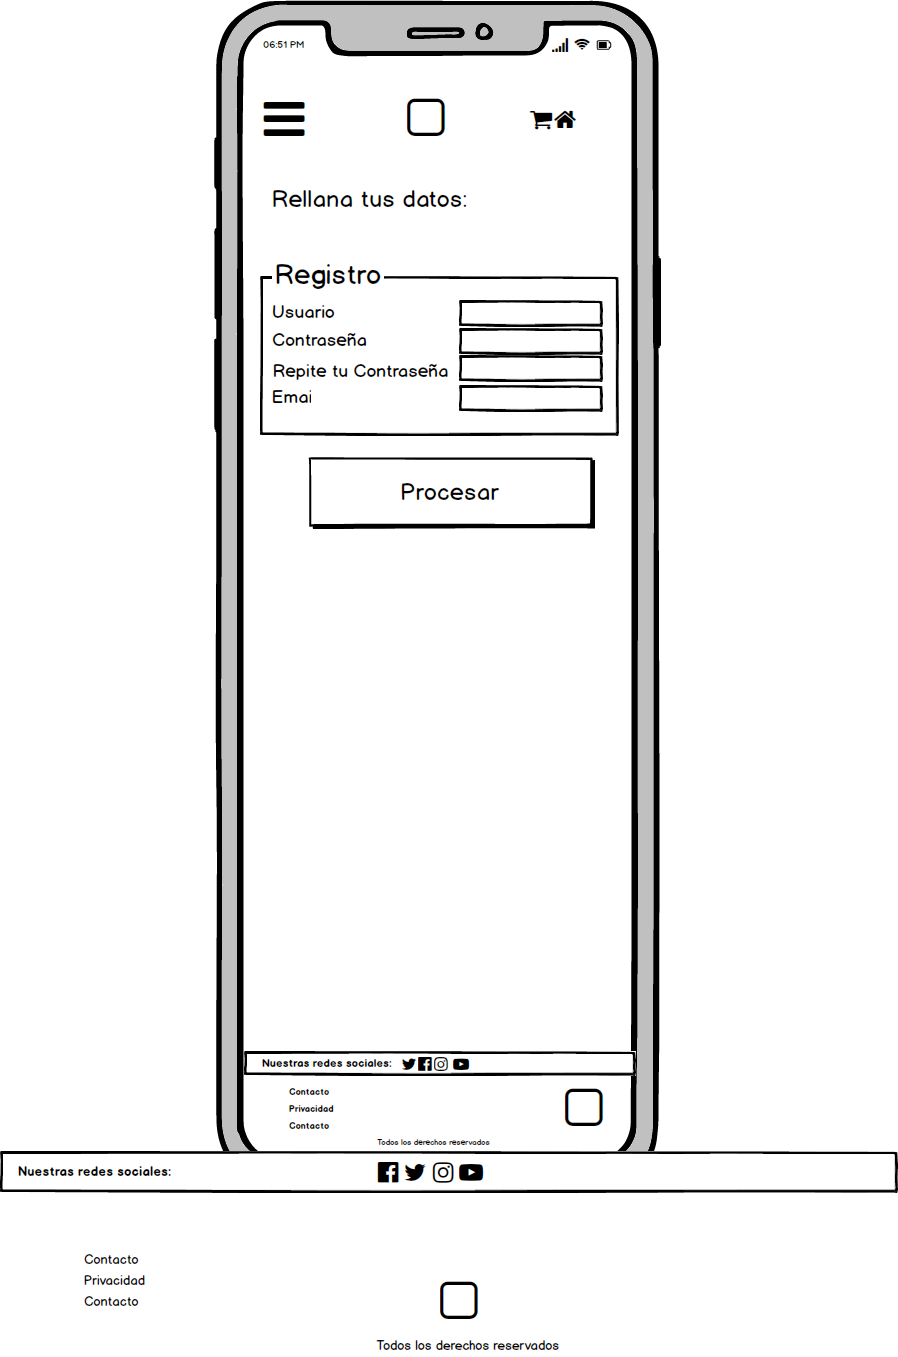 06:51 PM
Rellana tus datos:
Registro
Usuario
Contraseña
Repite tu Contraseña
Emai
Procesar
Nuestras redes sociales:
Contacto
Privacidad
Contacto
Todos los derechos reservados
Nuestras redes sociales:
Contacto
Privacidad
Contacto
Todos los derechos reservados